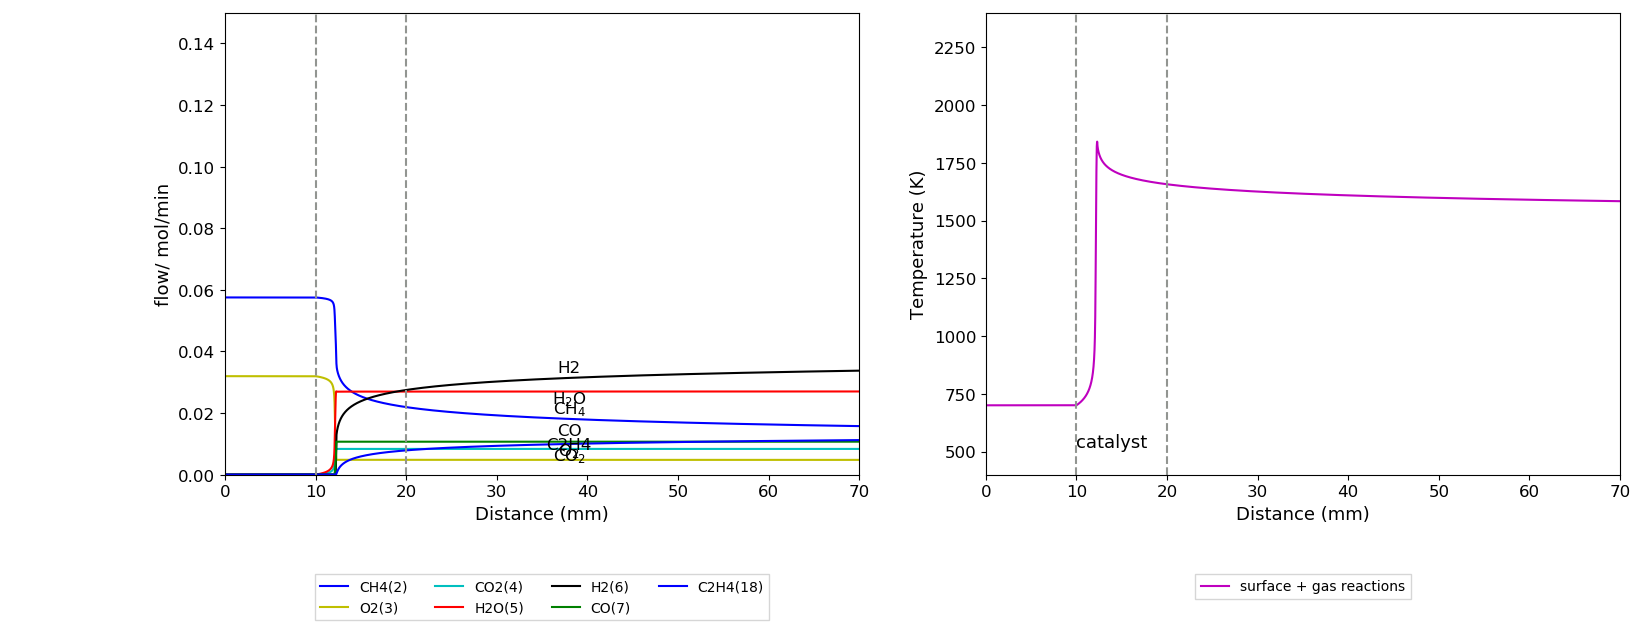 flow/ mol/min
0.14
0.12
0.10
0.08
0.06
0.04
0.02
0.00
H2
H₂O
CH₄
CO
C2H4
CO₂
0 10 20 30 40 50 60 70
Distance (mm)
CH4(2) CO2(4) H2(6) C2H4(18)
O2(3) H2O(5) CO(7)
Temperature (K)
2250
2000
1750
1500
1250
1000
750
500
catalyst
0 10 20 30 40 50 60 70
Distance (mm)
surface + gas reactions